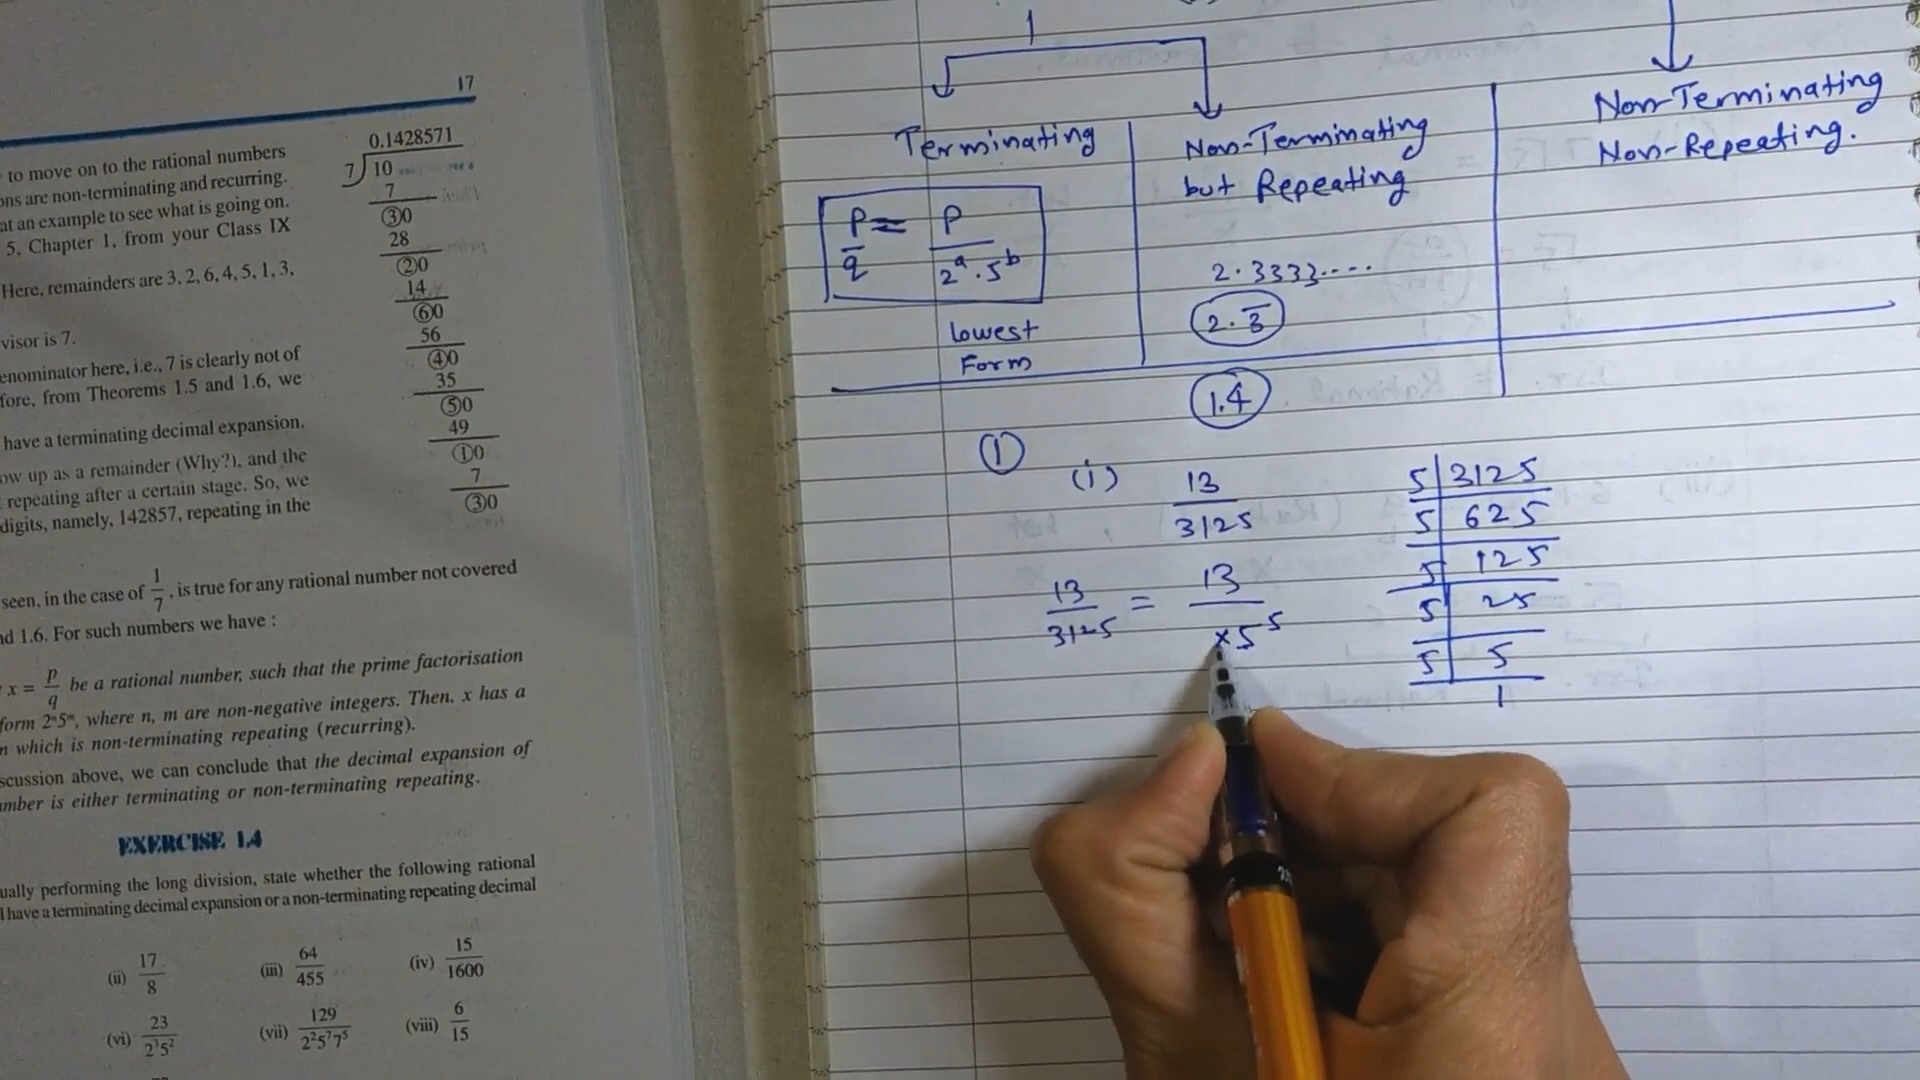 17
to move on to the rational numbers
ons are non-terminating and recurring.
at an example to see what is going on.
5, Chapter 1, from your Class IX
Here, remainders are 3, 2, 6, 4, 5, 1, 3,
visor is 7.
enominator here, i.e., 7 is clearly not of
fore, from Theorems 1.5 and 1.6, we
have a terminating decimal expansion.
ow up as a remainder (Why?), and the
repeating after a certain stage. So, we
digits, namely, 142857, repeating in the
0.1428571
7 10
7
30
28
20
14
60
56
40
35
50
49
10
7
30
seen, in the case of 1/7, is true for any rational number not covered
nd 1.6. For such numbers we have :
x = p/q be a rational number, such that the prime factorisation
form 2ⁿ5ᵐ, where n, m are non-negative integers. Then, x has a
n which is non-terminating repeating (recurring).
scussion above, we can conclude that the decimal expansion of
umber is either terminating or non-terminating repeating.
EXERCISE 1.4
ually performing the long division, state whether the following rational
l have a terminating decimal expansion or a non-terminating repeating decimal
(ii) 17/8 (iii) 64/455 (iv) 15/1600
(vi) 23/2³5² (vii) 129/2²5⁷7⁵ (viii) 6/15
Terminating
p/q = p/2ᵃ·5ᵇ
Lowest
Form
Non-Terminating
but Repeating
2.3333....
2.3̅
Non-Terminating
Non-Repeating.
1.4
① (i) 13/3125
13/3125 = 13/×5⁵
5 3125
5 625
5 125
5 25
5 5
1